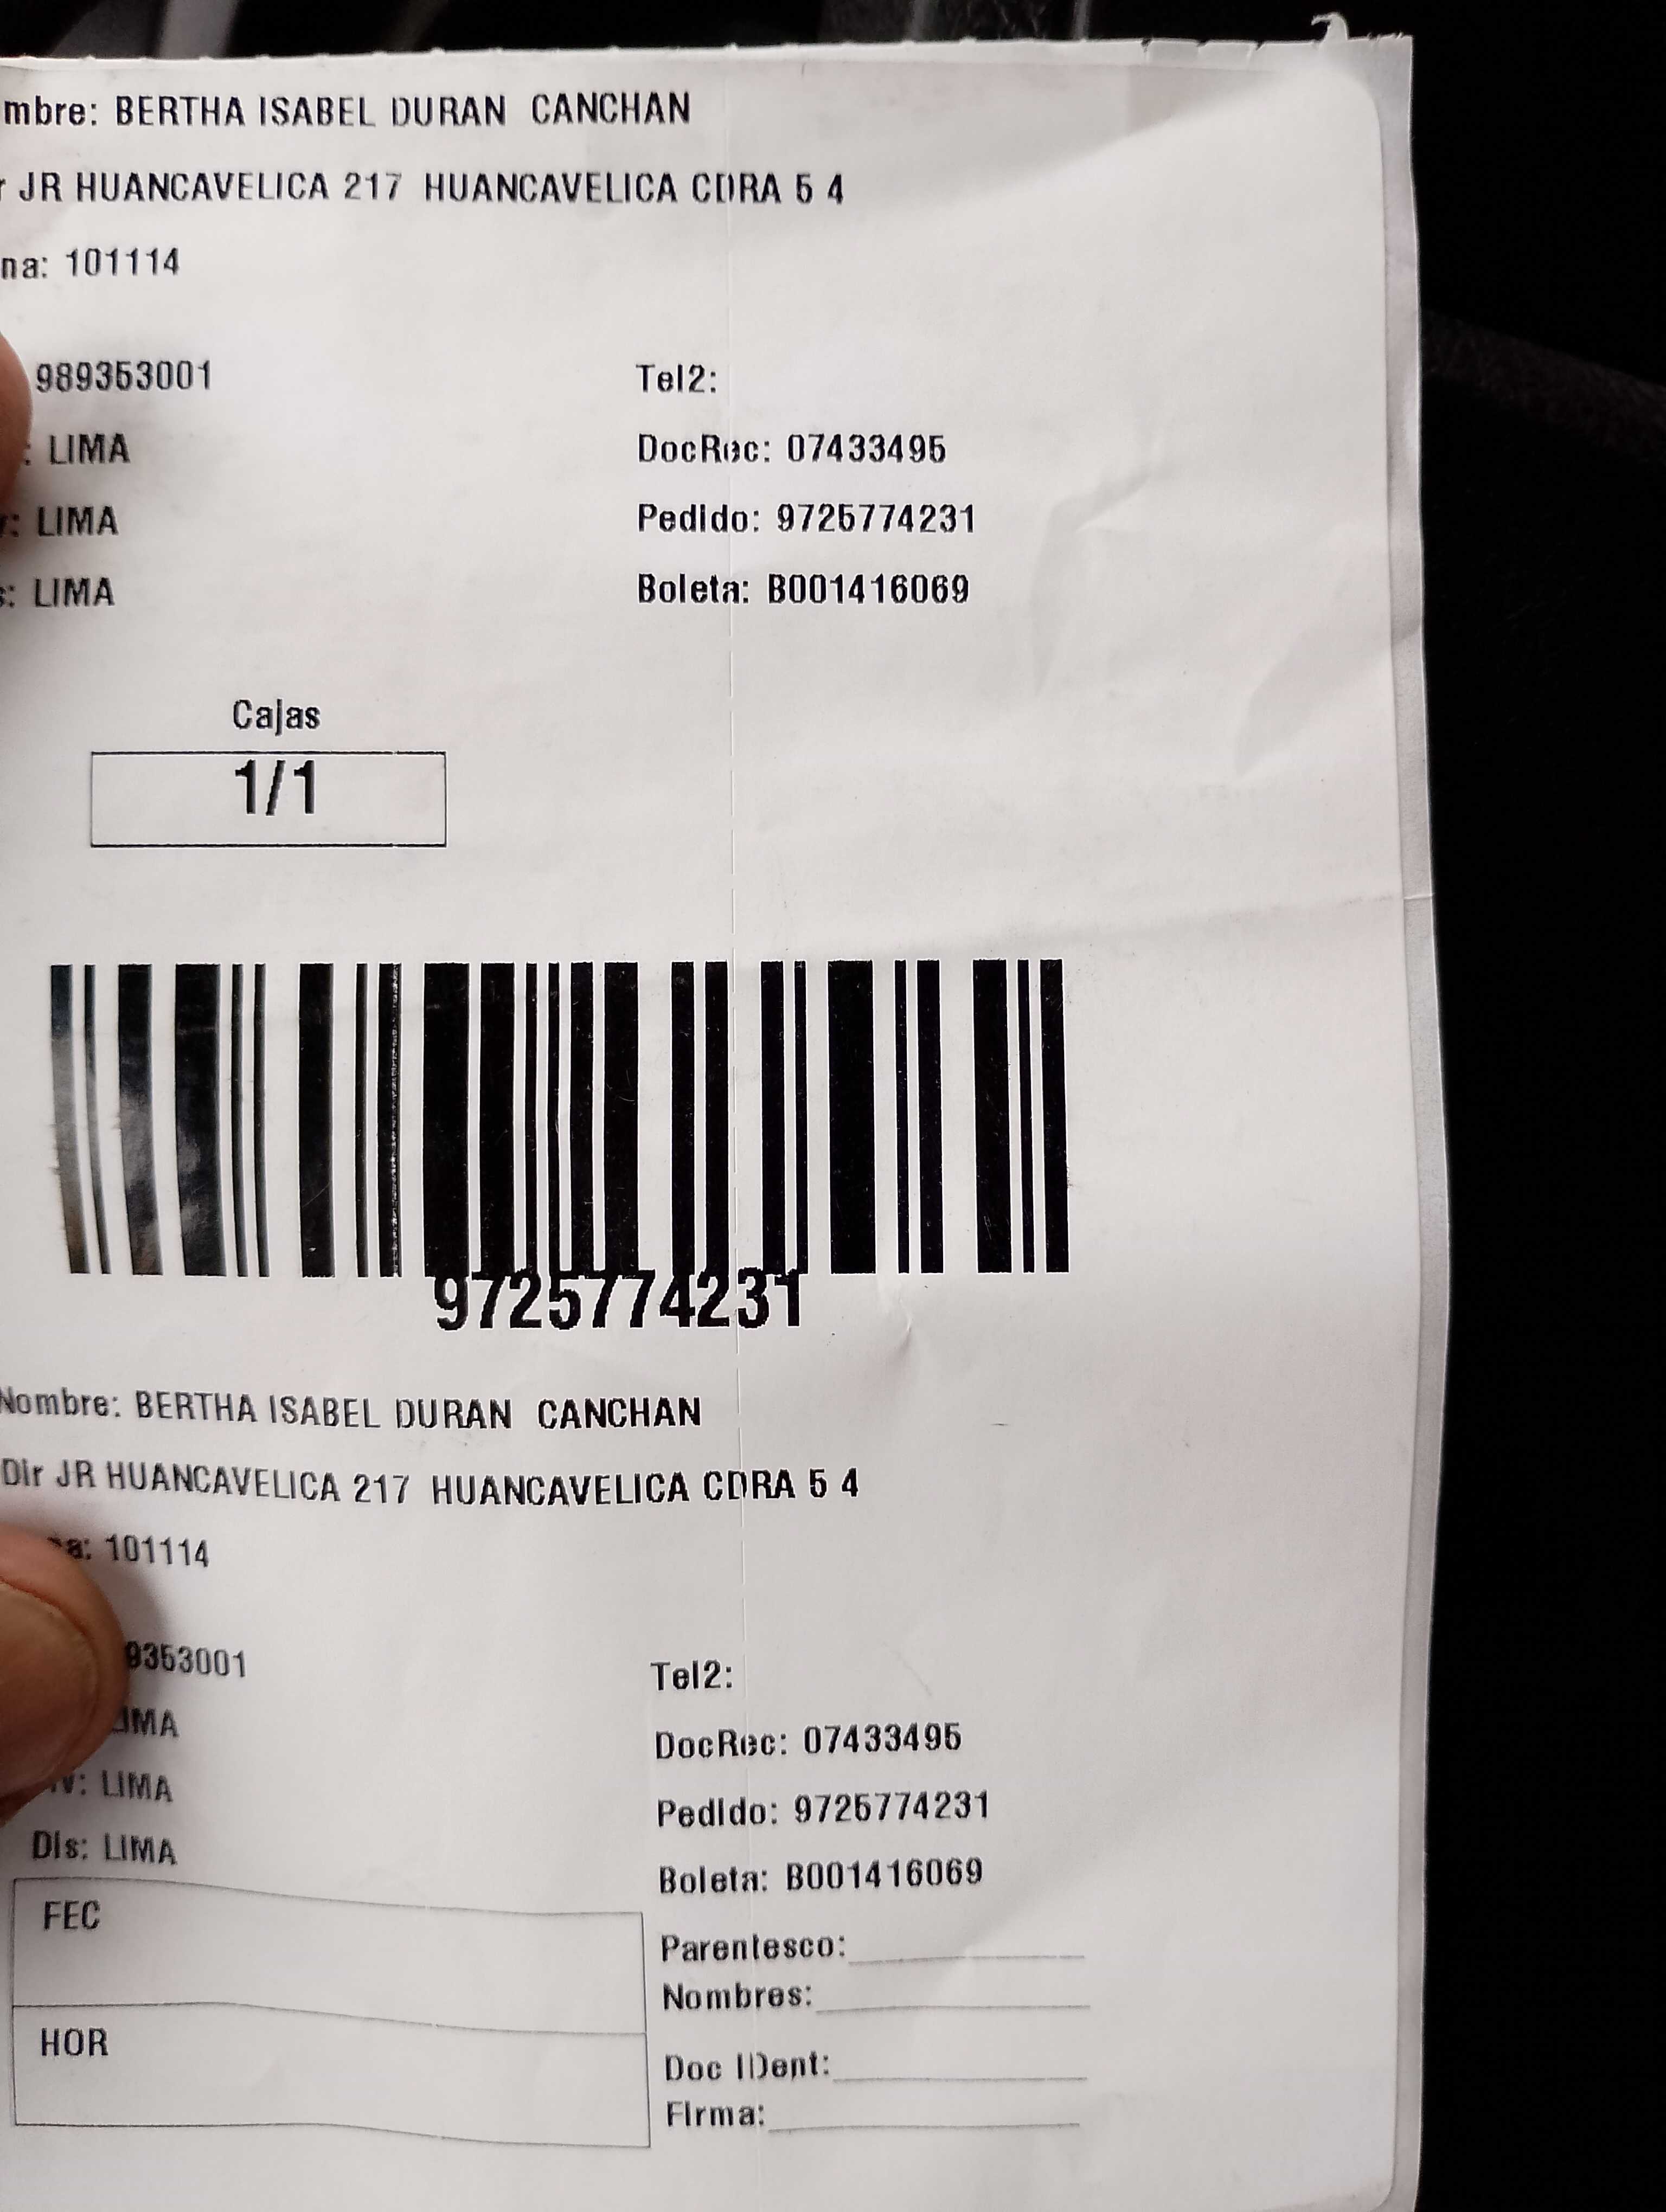 mbre: BERTHA ISABEL DURAN CANCHAN
r JR HUANCAVELICA 217 HUANCAVELICA CDRA 5 4
na: 101114
989353001 Tel2:
: LIMA DocRec: 07433495
v: LIMA Pedido: 9725774231
s: LIMA Boleta: B001416069
Cajas
1/1
9725774231
Nombre: BERTHA ISABEL DURAN CANCHAN
Dir JR HUANCAVELICA 217 HUANCAVELICA CDRA 5 4
a: 101114
9353001 Tel2:
IMA DocRec: 07433495
v: LIMA Pedido: 9725774231
Dis: LIMA Boleta: B001416069
FEC
Parentesco:
Nombres:
HOR
Doc IDent:
Firma: